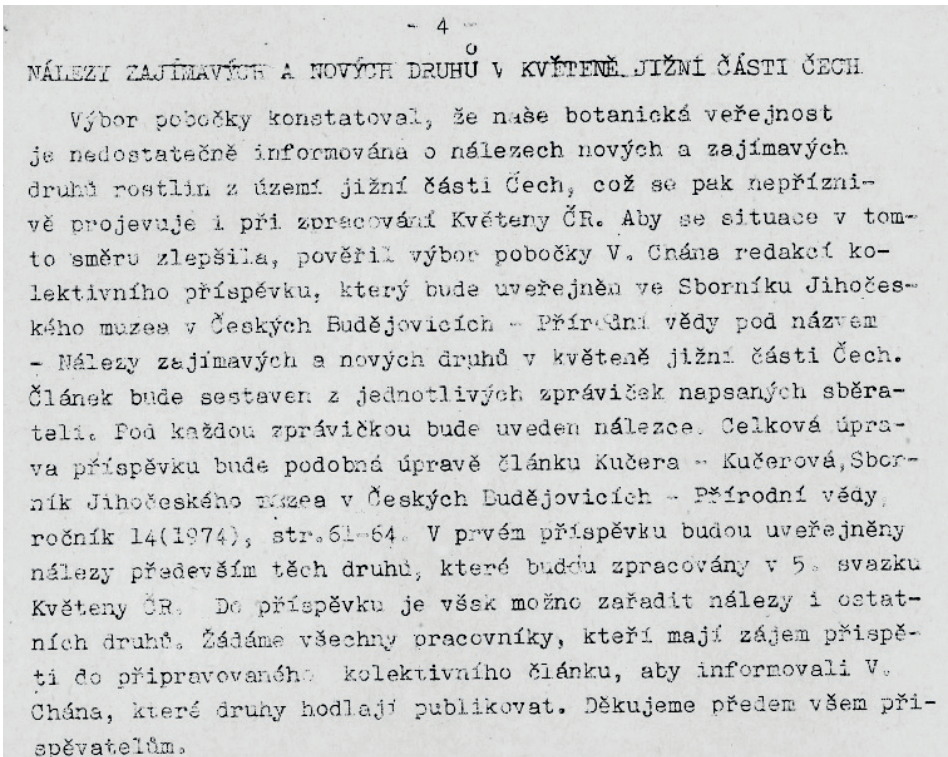 - 4 -
NÁLEZY ZAJÍMAVÝCH A NOVÝCH DRUHŮ V KVĚTENĚ JIŽNÍ ČÁSTI ČECH
Výbor pobočky konstatoval, že naše botanická veřejnost
je nedostatečně informována o nálezech nových a zajímavých
druhů rostlin z území jižní části Čech, což se pak nepřízni-
vě projevuje i při zpracování Květeny ČR. Aby se situace v tom-
to směru zlepšila, pověřil výbor pobočky V. Chána redakcí ko-
lektivního příspěvku, který bude uveřejněn ve Sborníku Jihočes-
kého muzea v Českých Budějovicích - Přírodní vědy pod názvem
- Nálezy zajímavých a nových druhů v květeně jižní části Čech.
Článek bude sestaven z jednotlivých zpráviček napsaných sběra-
teli. Pod každou zprávičkou bude uveden nálezce. Celková úpra-
va příspěvku bude podobná úpravě článku Kučera - Kučerová,Sbor-
ník Jihočeského muzea v Českých Budějovicích - Přírodní vědy,
ročník 14(1974), str.61-64. V prvém příspěvku budou uveřejněny
nálezy především těch druhů, které buddu zpracovány v 5. svazku
Květeny ČR. Do příspěvku je všsk možno zařadit nálezy i ostat-
ních druhů. Žádáme všechny pracovníky, kteří mají zájem přispě-
ti do připravovaného kolektivního článku, aby informovali V.
Chána, které druhy hodlají publikovat. Děkujeme předem všem při-
spěvatelům.